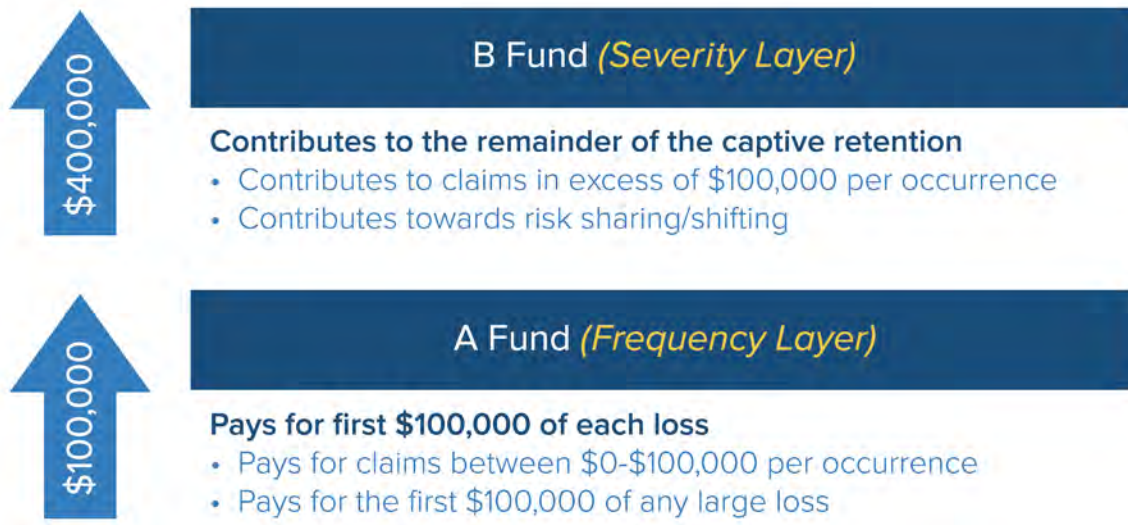 $400,000
B Fund (Severity Layer)
Contributes to the remainder of the captive retention
• Contributes to claims in excess of $100,000 per occurrence
• Contributes towards risk sharing/shifting
$100,000
A Fund (Frequency Layer)
Pays for first $100,000 of each loss
• Pays for claims between $0-$100,000 per occurrence
• Pays for the first $100,000 of any large loss